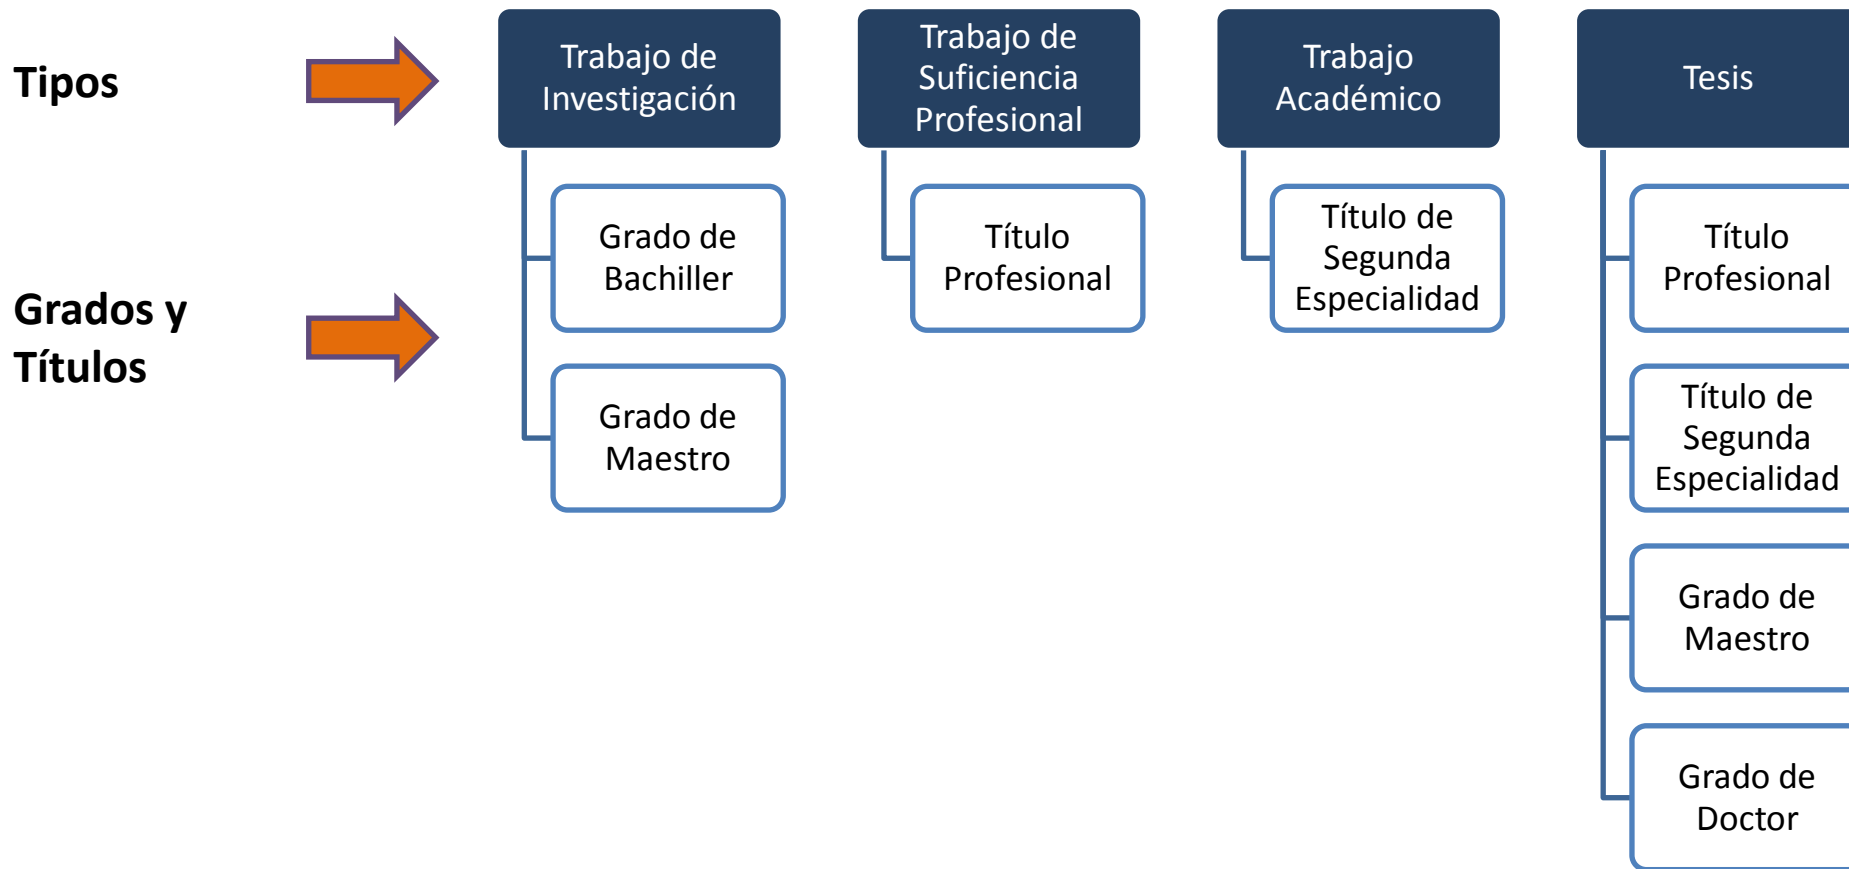 Tipos
Trabajo de
Investigación
Trabajo de
Suficiencia
Profesional
Trabajo
Académico
Tesis
Grados y
Títulos
Grado de
Bachiller
Grado de
Maestro
Título
Profesional
Título de
Segunda
Especialidad
Título
Profesional
Título de
Segunda
Especialidad
Grado de
Maestro
Grado de
Doctor